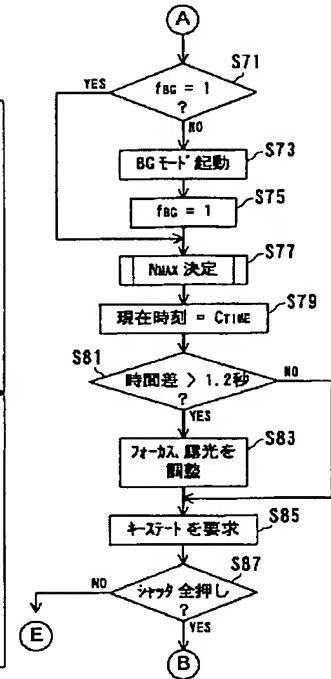 A
S71
YES
fBG = 1
?
NO
S73
BGモード起動
S75
fBG = 1
S77
NMAX 決定
S79
現在時刻 = CTIME
S81
時間差 > 1.2秒
NO
?
YES
S83
フォーカス、露光を
調整
S85
キーステートを要求
S87
NO
シャッタ全押し
?
YES
E
B